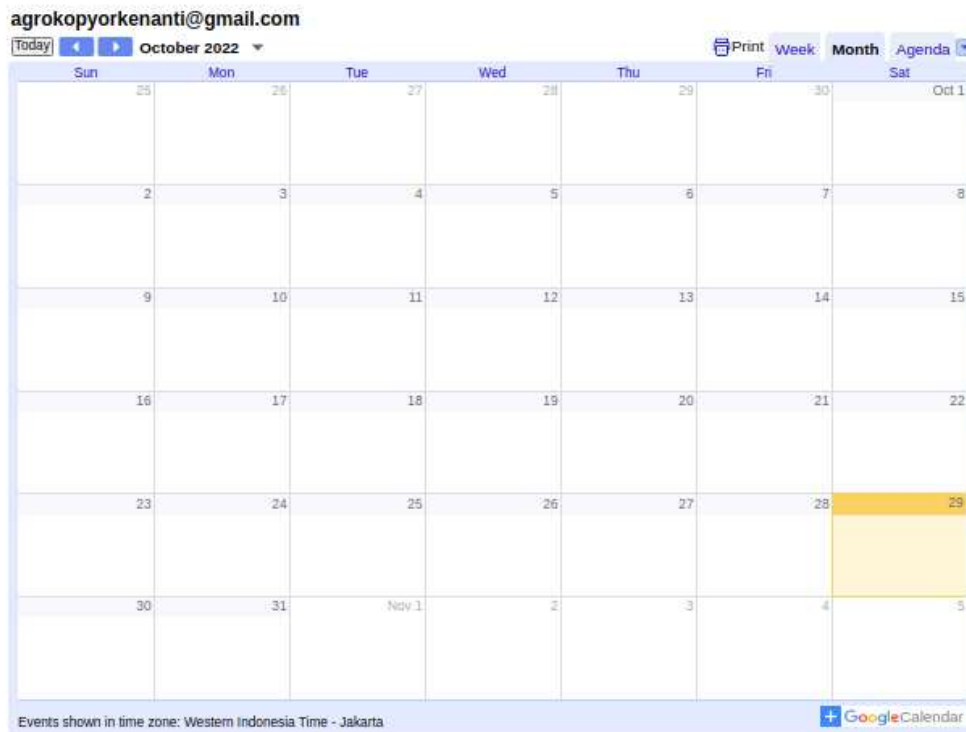 agrokopyorkenanti@gmail.com
Today October 2022 Print Week Month Agenda
Sun Mon Tue Wed Thu Fri Sat
25 26 27 28 29 30 Oct 1
2 3 4 5 6 7 8
9 10 11 12 13 14 15
16 17 18 19 20 21 22
23 24 25 26 27 28 29
30 31 Nov 1 2 3 4 5
Events shown in time zone: Western Indonesia Time - Jakarta
+ GoogleCalendar